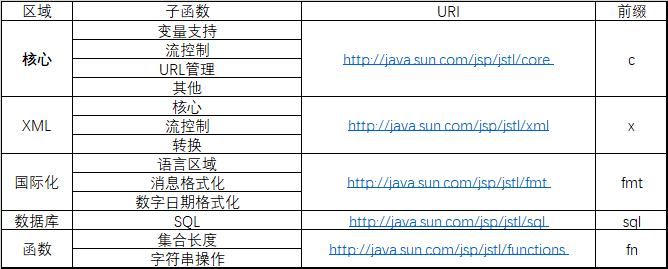 区域 子函数 URI 前缀
核心 变量支持 http://java.sun.com/jsp/jstl/core c
流控制
URL管理
其他
XML 核心 http://java.sun.com/jsp/jstl/xml x
流控制
转换
国际化 语言区域 http://java.sun.com/jsp/jstl/fmt fmt
消息格式化
数字日期格式化
数据库 SQL http://java.sun.com/jsp/jstl/sql sql
函数 集合长度 http://java.sun.com/jsp/jstl/functions fn
字符串操作